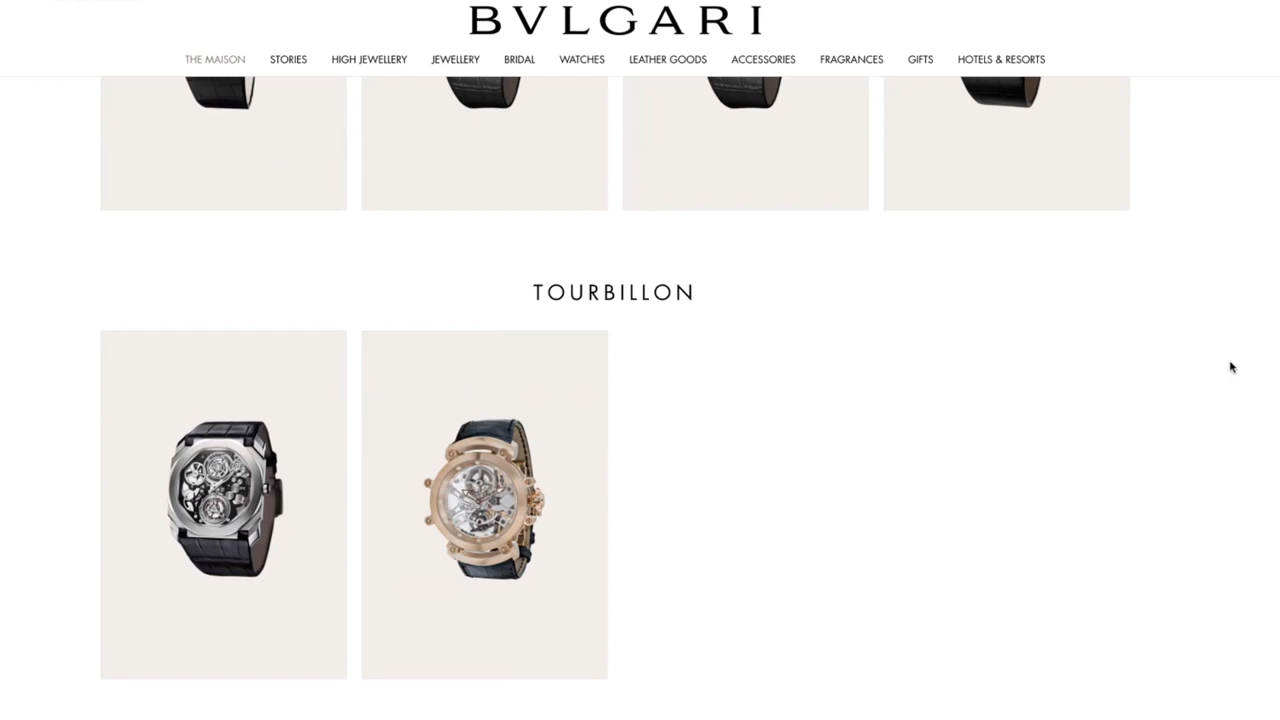 BVLGARI
THE MAISON STORIES HIGH JEWELLERY JEWELLERY BRIDAL WATCHES LEATHER GOODS ACCESSORIES FRAGRANCES GIFTS HOTELS & RESORTS
TOURBILLON